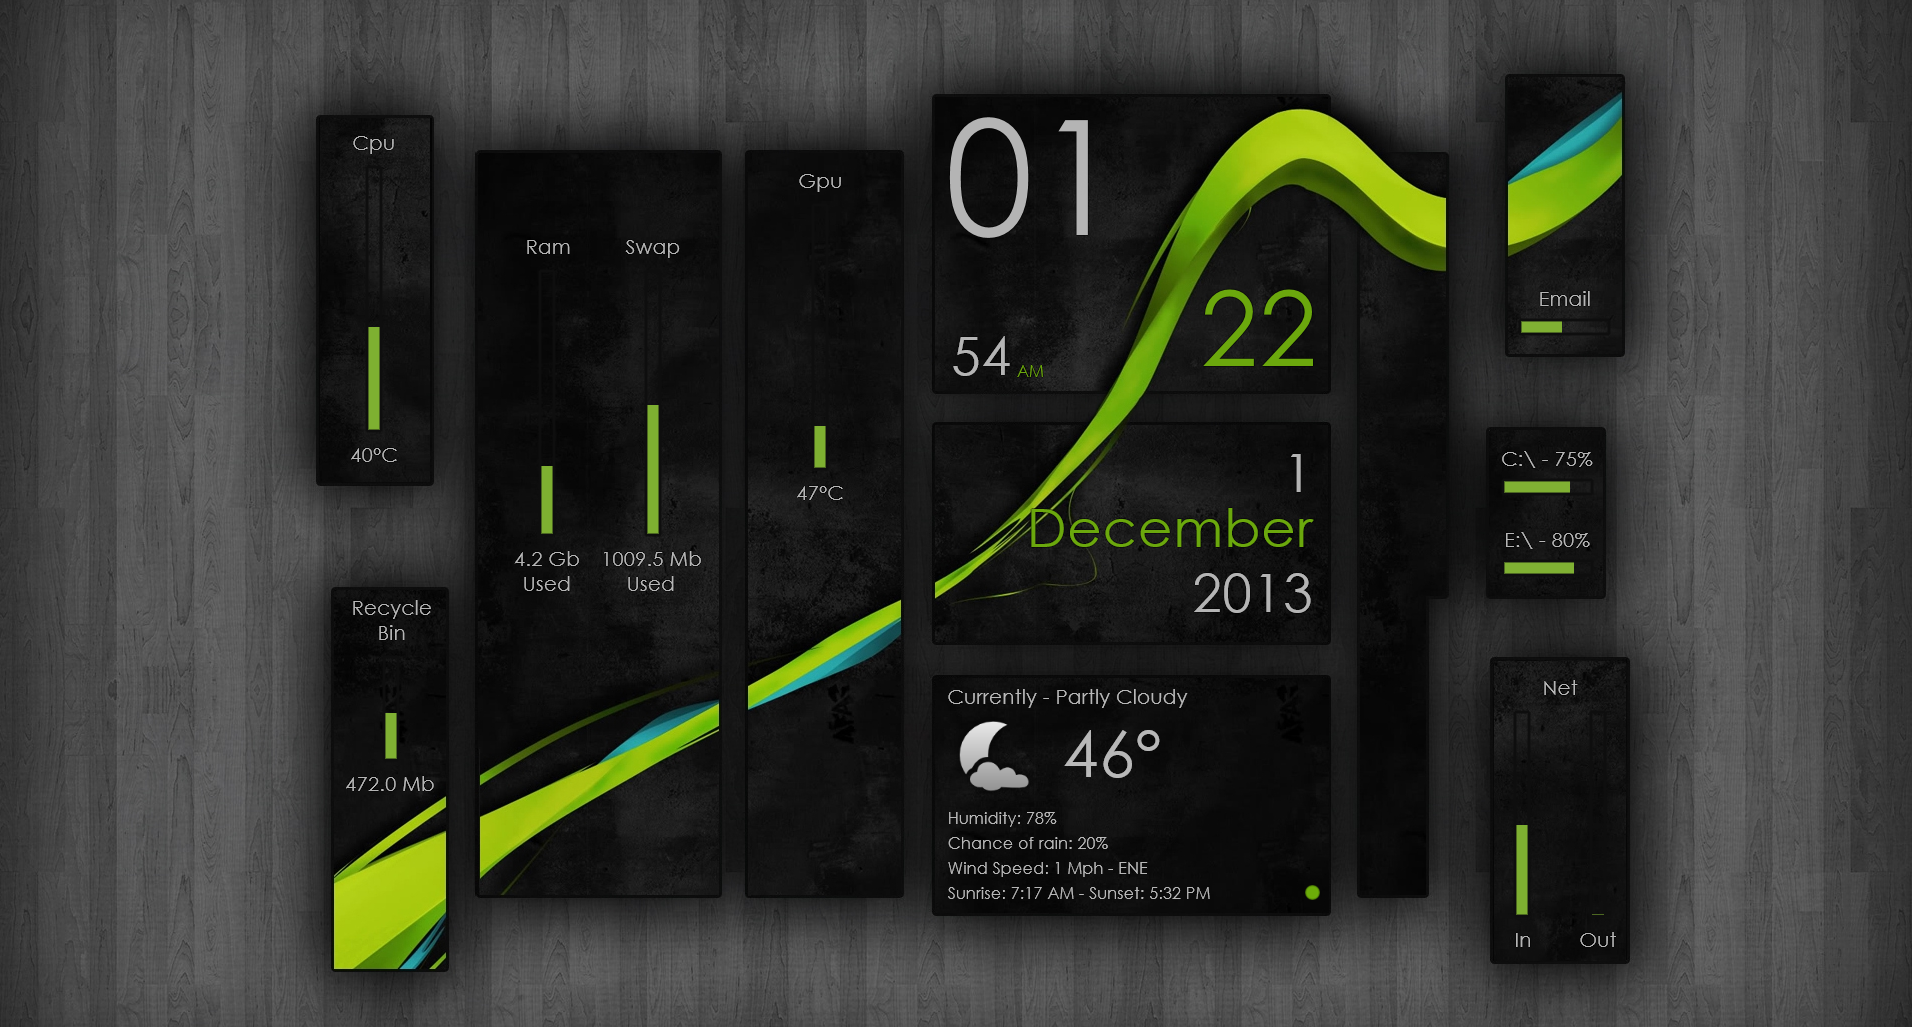 Cpu
40°C
Recycle
Bin
472.0 Mb
Ram
4.2 Gb
Used
Swap
1009.5 Mb
Used
Gpu
47°C
01
54 AM
22
1
December
2013
Currently - Partly Cloudy
46°
Humidity: 78%
Chance of rain: 20%
Wind Speed: 1 Mph - ENE
Sunrise: 7:17 AM - Sunset: 5:32 PM
Email
C:\ - 75%
E:\ - 80%
Net
In
Out